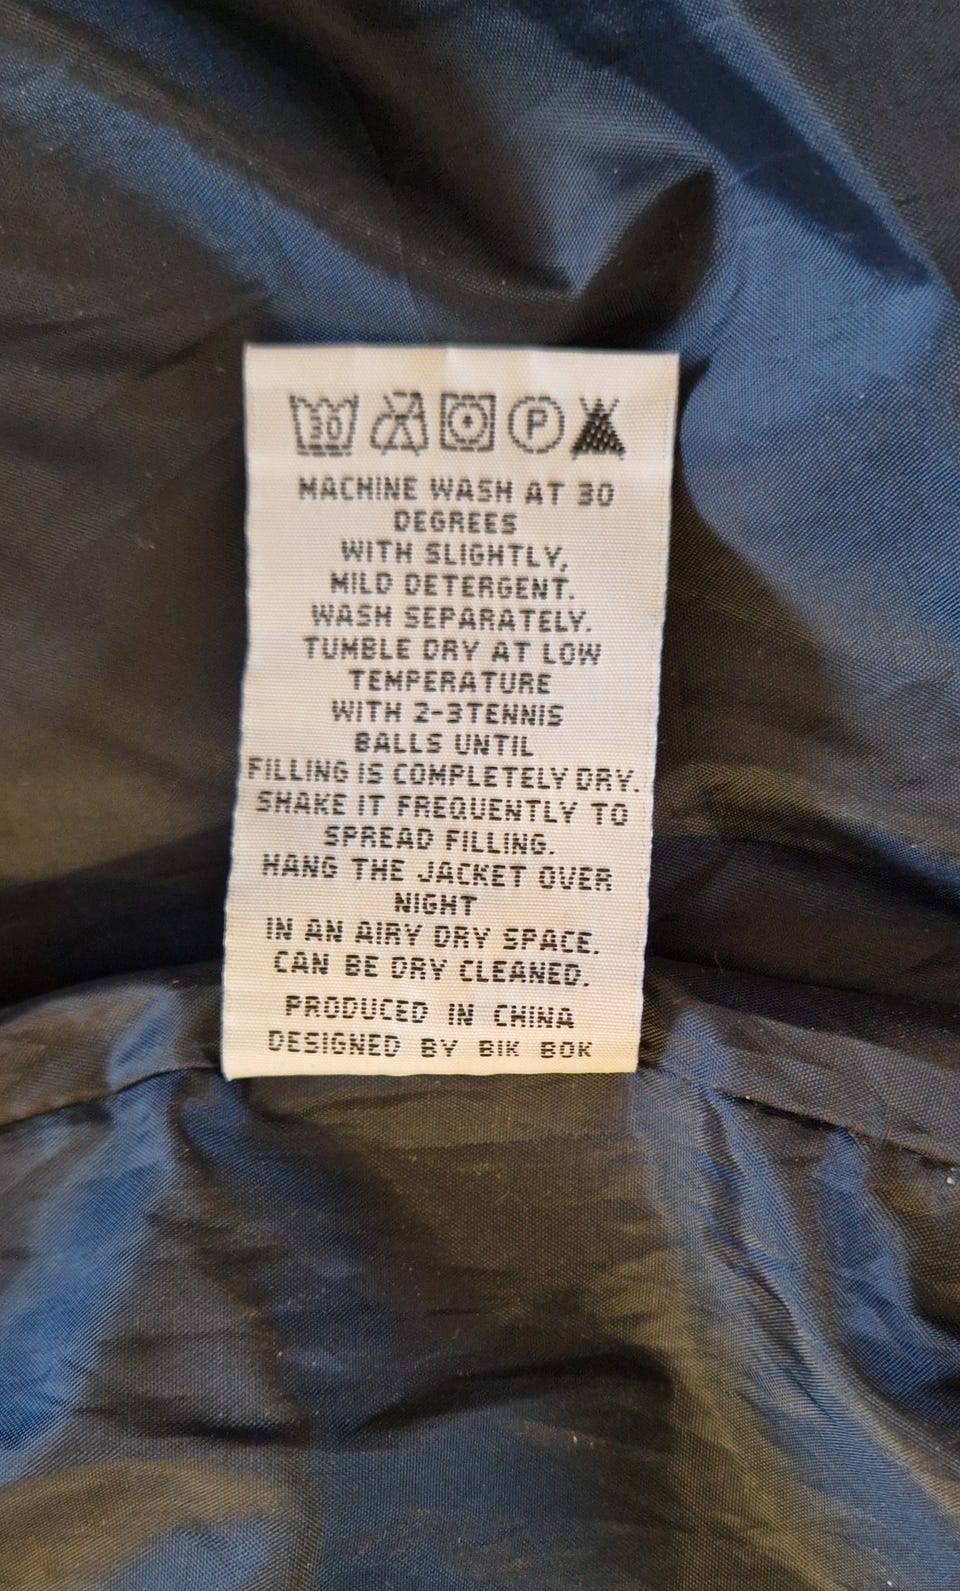 30 P
MACHINE WASH AT 30
DEGREES
WITH SLIGHTLY,
MILD DETERGENT.
WASH SEPARATELY.
TUMBLE DRY AT LOW
TEMPERATURE
WITH 2-3TENNIS
BALLS UNTIL
FILLING IS COMPLETELY DRY.
SHAKE IT FREQUENTLY TO
SPREAD FILLING.
HANG THE JACKET OVER
NIGHT
IN AN AIRY DRY SPACE.
CAN BE DRY CLEANED.
PRODUCED IN CHINA
DESIGNED BY BIK BOK